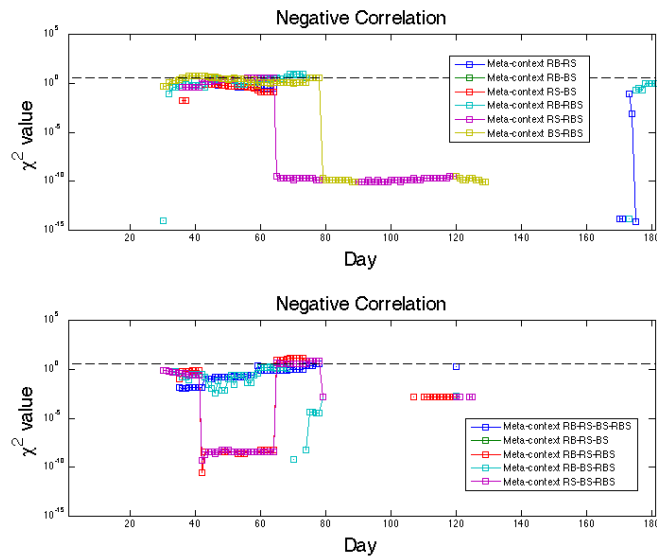 Negative Correlation
10^5
10^0
10^-5
10^-10
10^-15
χ^2 value
20 40 60 80 100 120 140 160 180
Day
Meta-context RB-RS
Meta-context RB-BS
Meta-context RS-BS
Meta-context RB-RBS
Meta-context RS-RBS
Meta-context BS-RBS
Negative Correlation
10^5
10^0
10^-5
10^-10
10^-15
χ^2 value
20 40 60 80 100 120 140 160 180
Day
Meta-context RB-RS-BS-RBS
Meta-context RB-RS-BS
Meta-context RB-RS-RBS
Meta-context RB-BS-RBS
Meta-context RS-BS-RBS